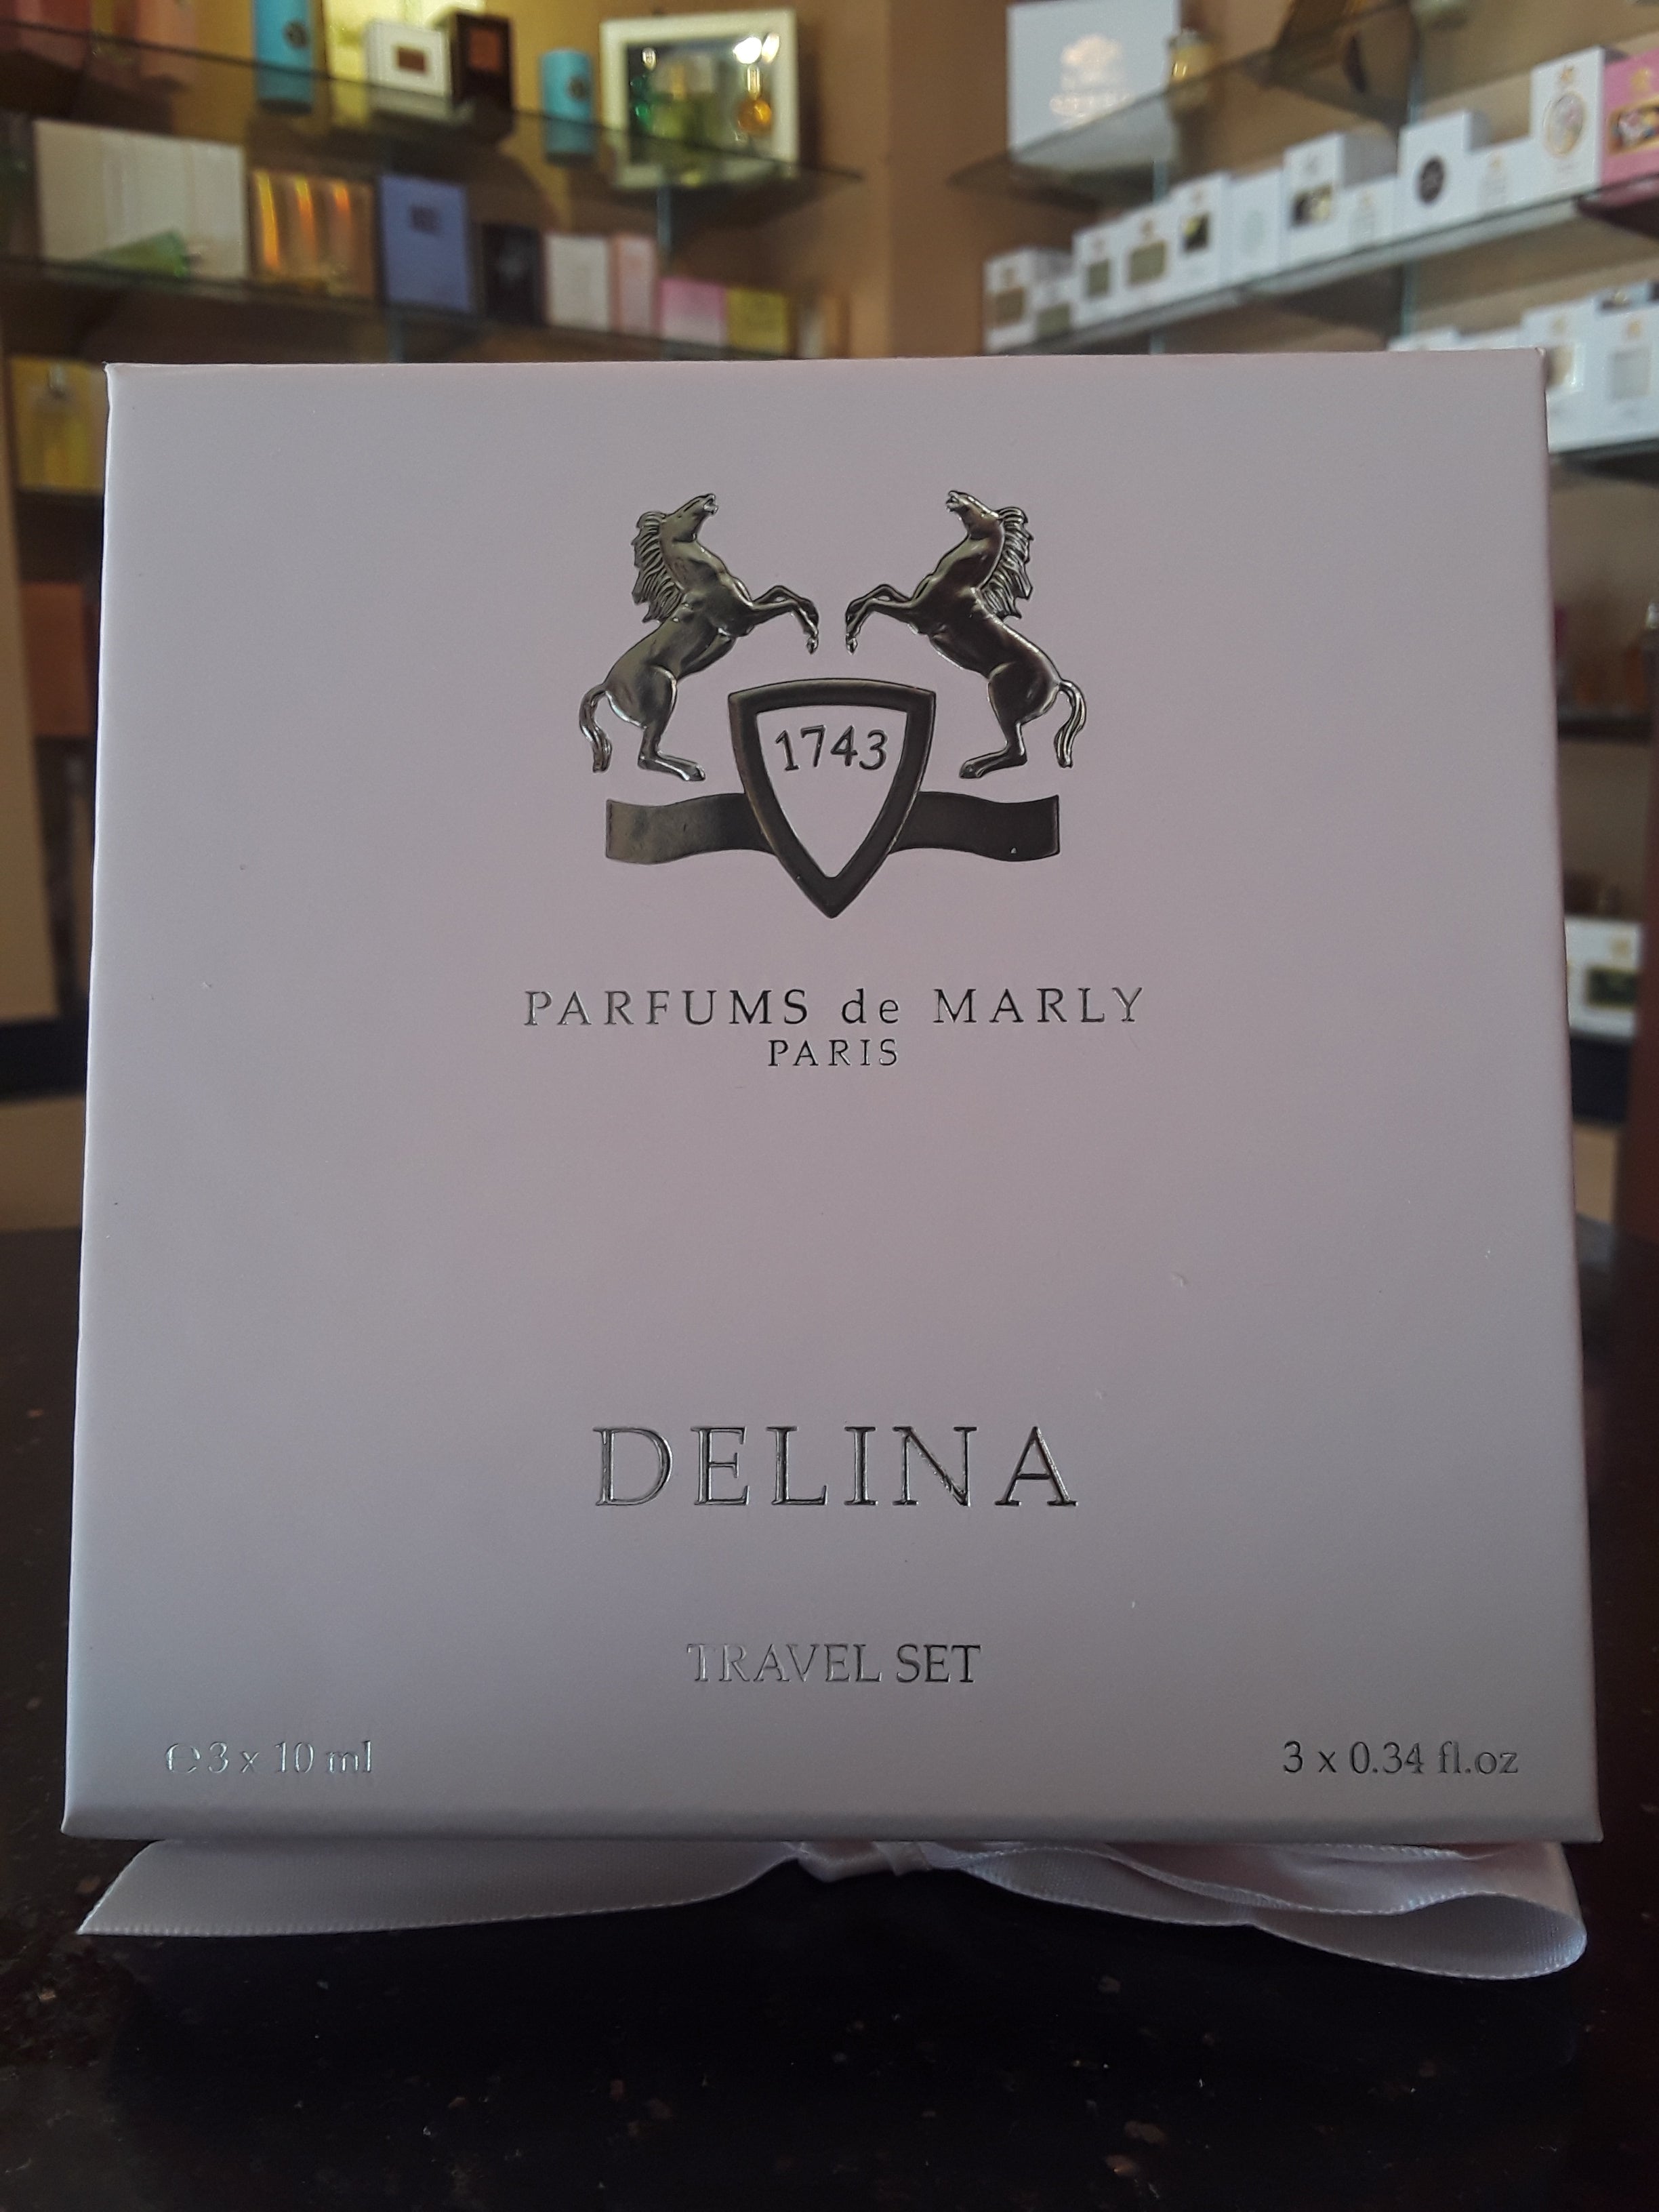 1743
PARFUMS de MARLY
PARIS
DELINA
TRAVEL SET
℮ 3 x 10 ml
3 x 0.34 fl.oz